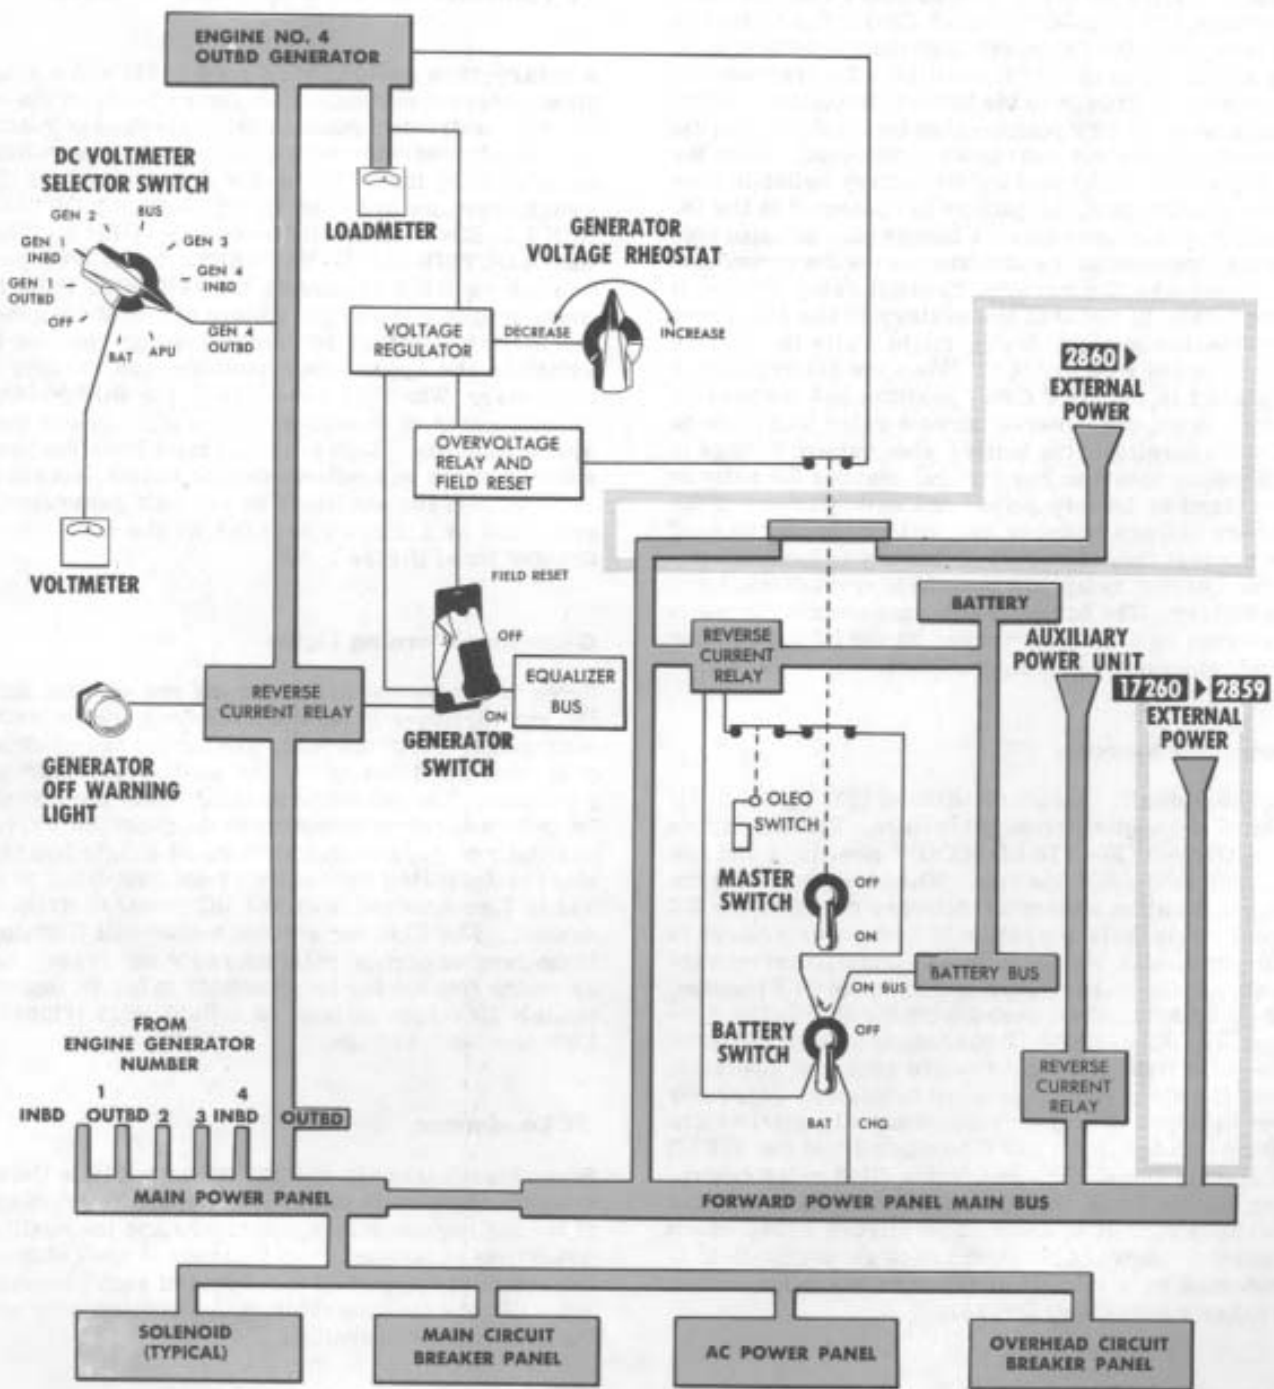 ENGINE NO. 4
OUTBD GENERATOR
DC VOLTMETER
SELECTOR SWITCH
GEN 2
BUS
GEN 1
INBD
GEN 3
GEN 1
OUTBD
GEN 4
INBD
OFF
BAT
APU
GEN 4
OUTBD
LOADMETER
GENERATOR
VOLTAGE RHEOSTAT
VOLTAGE
REGULATOR
DECREASE
INCREASE
2860
EXTERNAL
POWER
OVERVOLTAGE
RELAY AND
FIELD RESET
VOLTMETER
FIELD RESET
OFF
ON
EQUALIZER
BUS
GENERATOR
SWITCH
REVERSE
CURRENT RELAY
GENERATOR
OFF WARNING
LIGHT
BATTERY
REVERSE
CURRENT
RELAY
AUXILIARY
POWER UNIT
17260 2859
EXTERNAL
POWER
OLEO
SWITCH
MASTER
SWITCH
OFF
ON
BATTERY BUS
ON BUS
BATTERY
SWITCH
OFF
BAT
CHG
REVERSE
CURRENT
RELAY
FROM
ENGINE GENERATOR
NUMBER
1 4
INBD OUTBD 2 3 INBD OUTBD
MAIN POWER PANEL
FORWARD POWER PANEL MAIN BUS
SOLENOID
(TYPICAL)
MAIN CIRCUIT
BREAKER PANEL
AC POWER PANEL
OVERHEAD CIRCUIT
BREAKER PANEL